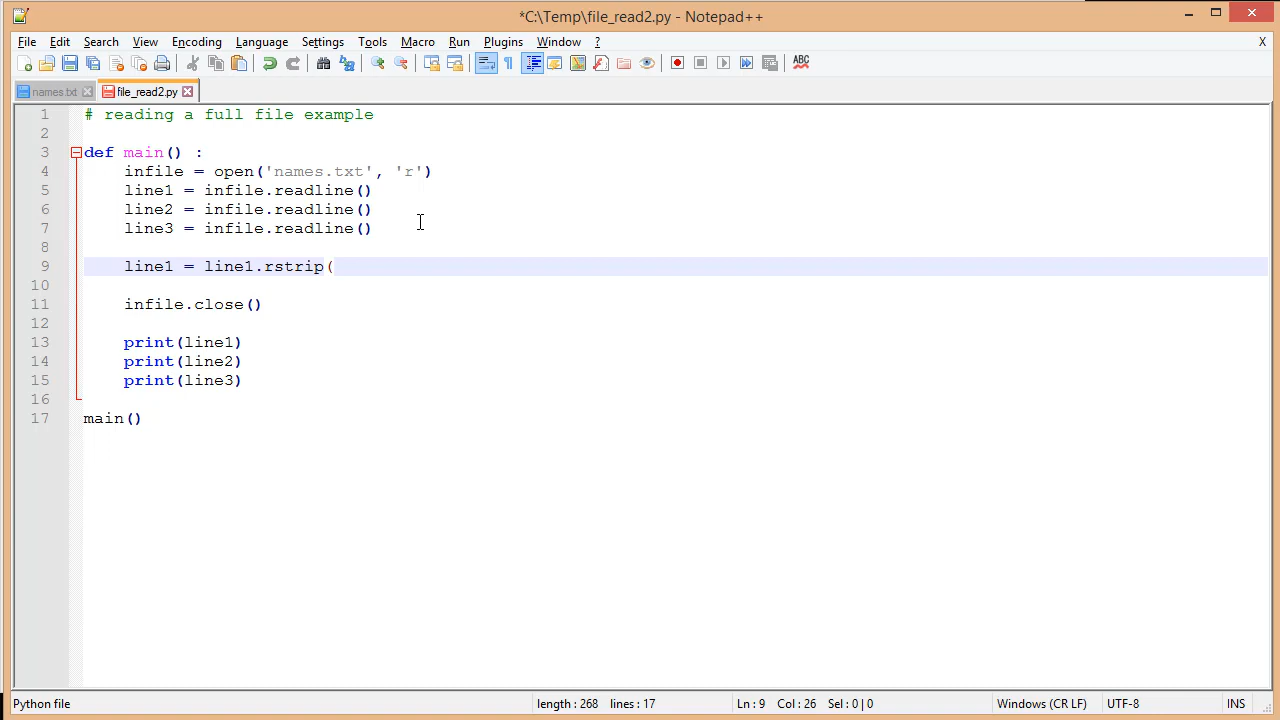 *C:\Temp\file_read2.py - Notepad++
File Edit Search View Encoding Language Settings Tools Macro Run Plugins Window ? X
ABC
names.txt file_read2.py
1 # reading a full file example
2
3 def main() :
4 infile = open('names.txt', 'r')
5 line1 = infile.readline()
6 line2 = infile.readline()
7 line3 = infile.readline()
8
9 line1 = line1.rstrip(
10
11 infile.close()
12
13 print(line1)
14 print(line2)
15 print(line3)
16
17 main()
Python file length : 268 lines : 17 Ln : 9 Col : 26 Sel : 0 | 0 Windows (CR LF) UTF-8 INS